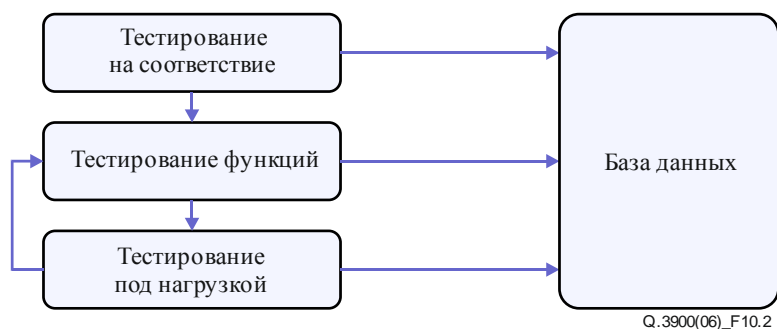 Тестирование
на соответствие
Тестирование функций
База данных
Тестирование
под нагрузкой
Q.3900(06)_F10.2